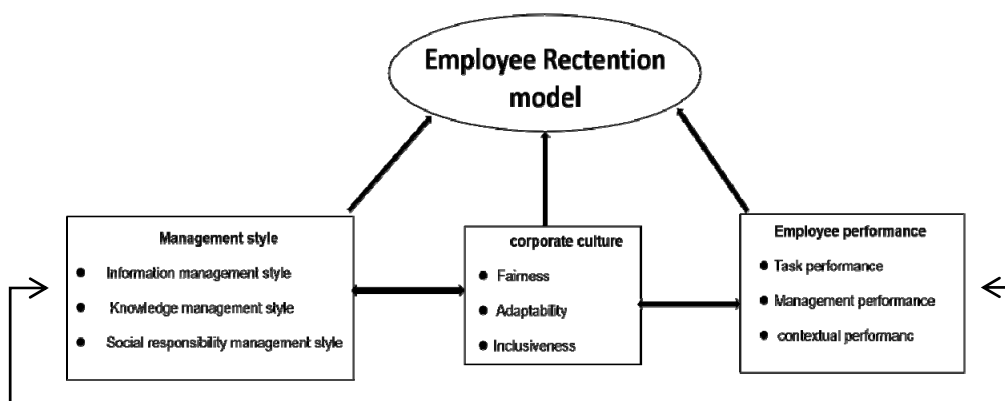 Employee Rectention
model
Management style
Information management style
Knowledge management style
Social responsibility management style
corporate culture
Fairness
Adaptability
Inclusiveness
Employee performance
Task performance
Management performance
contextual performanc